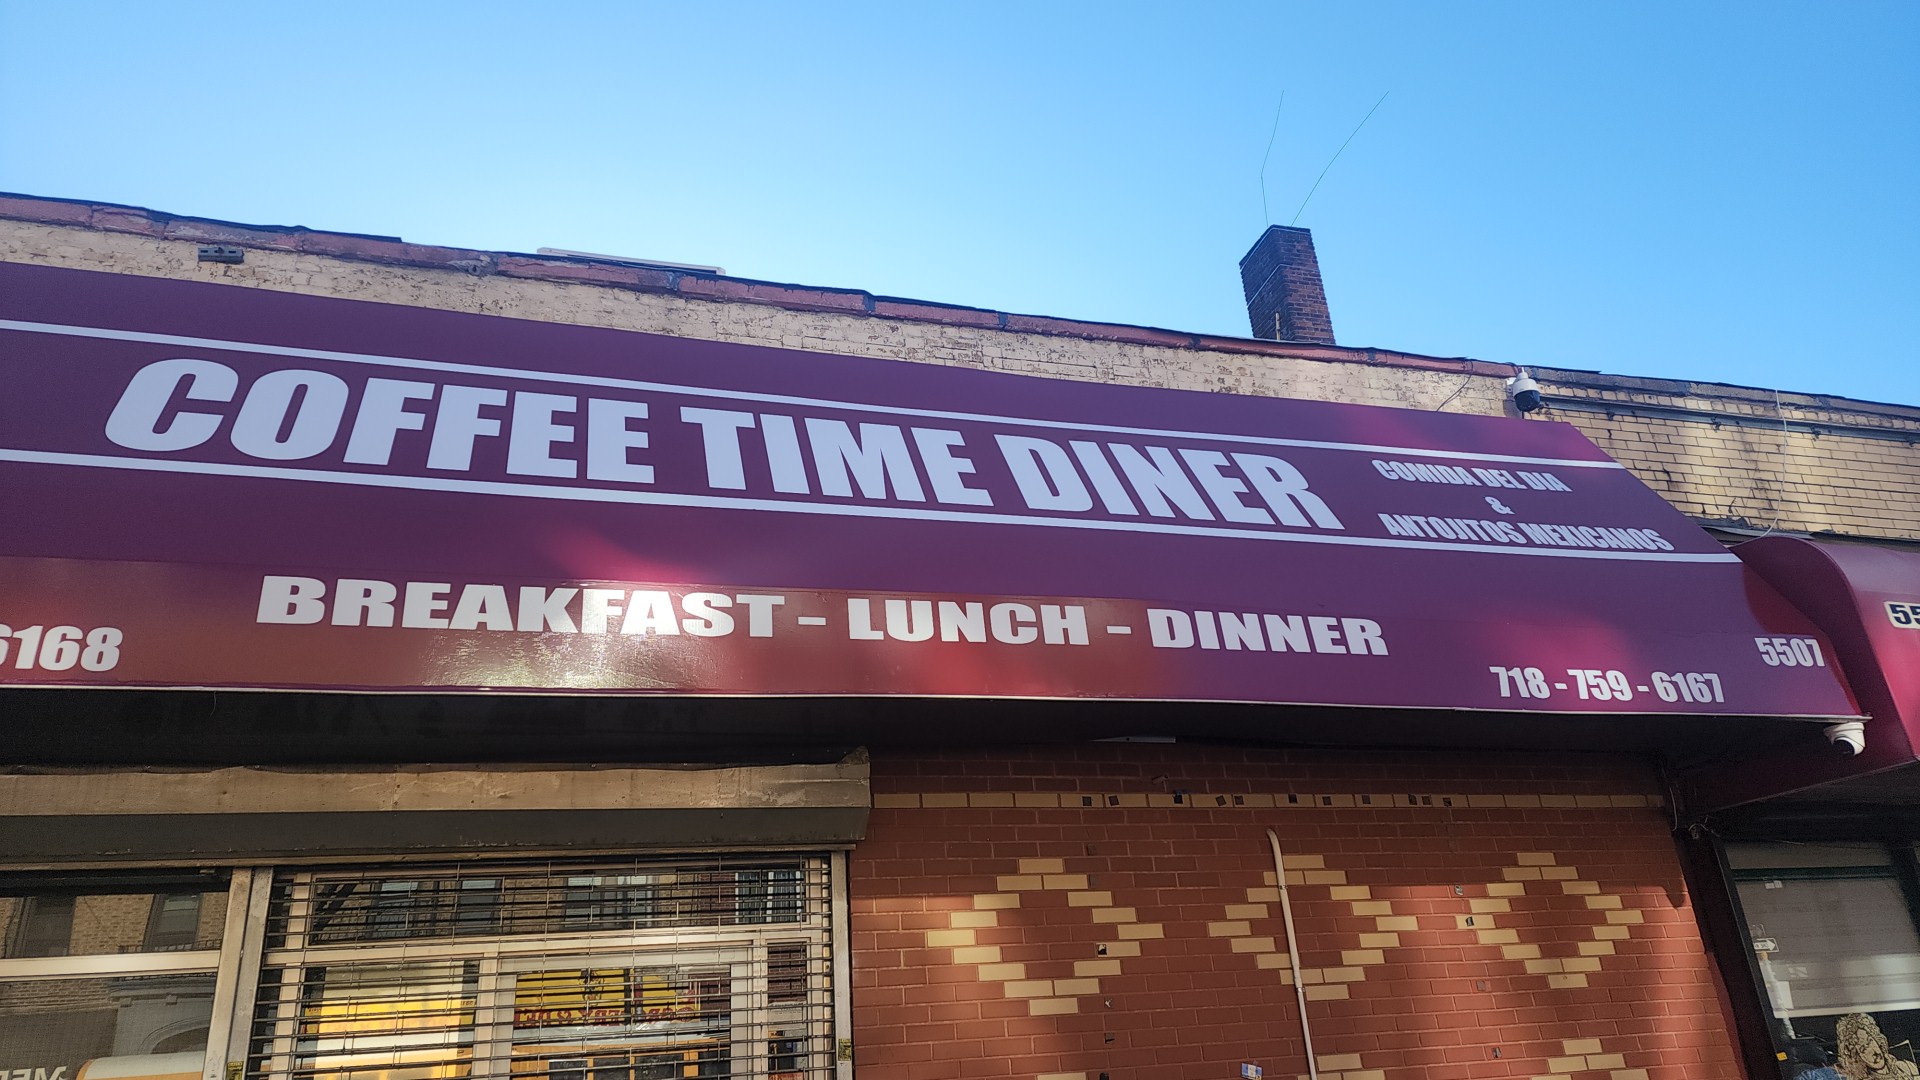 COFFEE TIME DINER
COMIDA DEL DIA
&
ANTOJITOS MEXICANOS
BREAKFAST - LUNCH - DINNER
6168
718 - 759 - 6167
5507